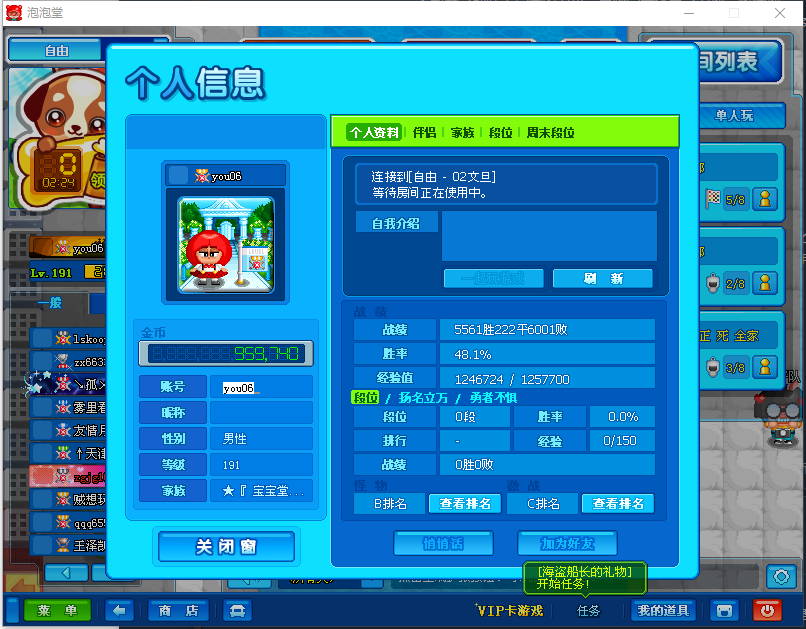 泡泡堂
自由
个人信息
间列表
单人玩
个人资料 伴侣 家族 段位 周末段位
you06
连接到[自由 - 02文旦]
等待房间正在使用中。
自我介绍
刷 新
02:24
领
you06
Lv. 191
一般
金币
959,740
账号 you06
昵称
性别 男性
等级 191
家族 ★『 宝宝堂...
关闭窗
战绩
战绩 5561胜222平6001败
胜率 48.1%
经验值 1246724 / 1257700
段位 / 扬名立万 / 勇者不惧
段位 0段 胜率 0.0%
排行 - 经验 0/150
战绩 0胜0败
B排名 查看排名 C排名 查看排名
悄悄话 加为好友
5/8
2/8
死 全家
3/8
雾里看
友情月
贼想玩
qqq65
王泽凯
[海盗船长的礼物]
开始任务!
菜 单
商 店
VIP卡游戏
任务
我的道具